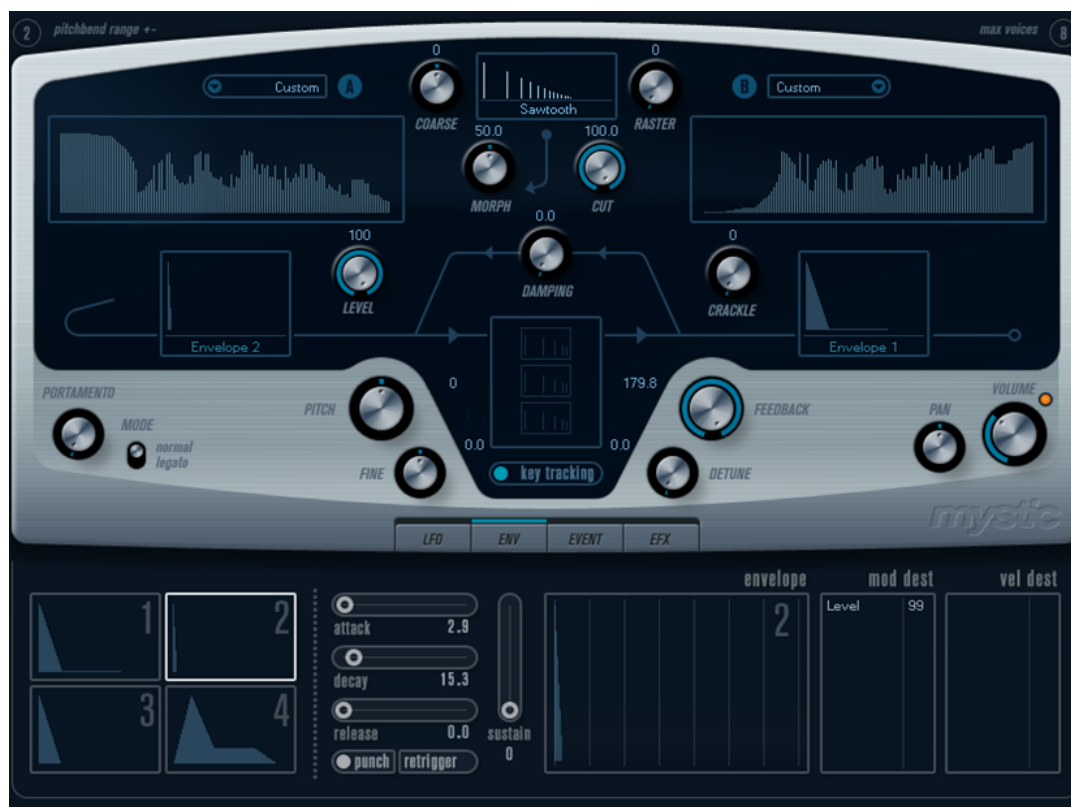 2 pitchbend range +- max voices 8
0 0
Custom A B Custom
Sawtooth
COARSE RASTER
50.0 100.0
MORPH CUT
0.0
100 0
DAMPING
LEVEL CRACKLE
Envelope 2 Envelope 1
PORTAMENTO 0 179.8 VOLUME
PITCH FEEDBACK PAN
MODE
normal
legato
0.0 0.0
FINE key tracking DETUNE
mystic
LFO ENV EVENT EFX
envelope mod dest vel dest
1 2 attack 2.9 2 Level 99
decay 15.3
3 4 release 0.0 sustain
0
punch retrigger